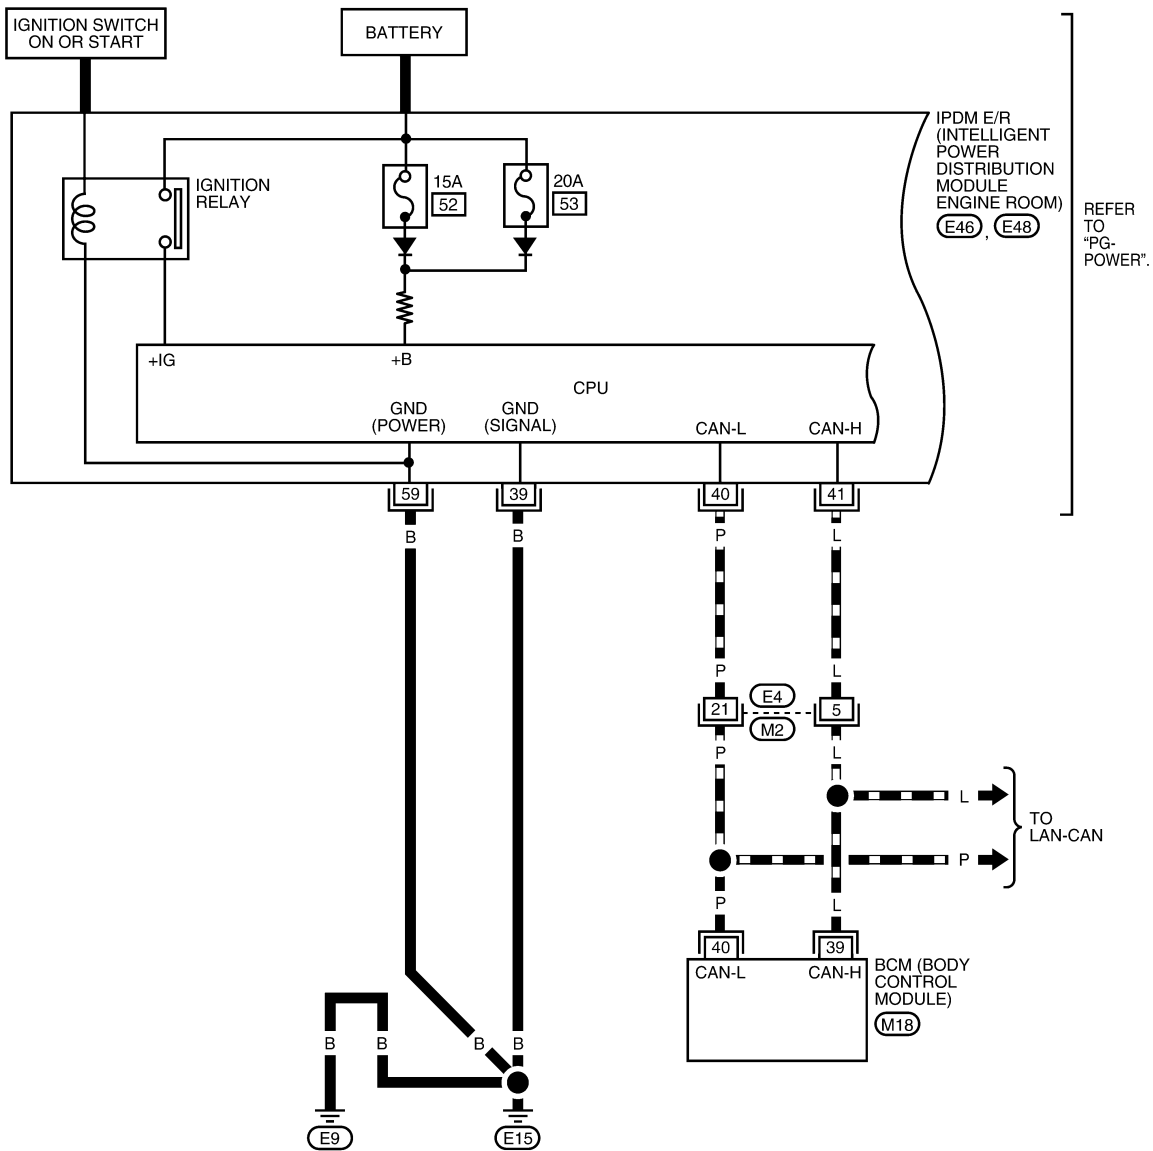 IGNITION SWITCH
ON OR START
BATTERY
IPDM E/R
(INTELLIGENT
POWER
DISTRIBUTION
MODULE
ENGINE ROOM)
E46 , E48
REFER
TO
“PG-
POWER”.
IGNITION
RELAY
15A
52
20A
53
+IG
+B
CPU
GND
(POWER)
GND
(SIGNAL)
CAN-L
CAN-H
59
39
40
41
B
B
P
L
P
L
E4
21
5
M2
P
L
L
TO
LAN-CAN
P
P
L
40
39
CAN-L
CAN-H
BCM (BODY
CONTROL
MODULE)
M18
B
B
B
B
E9
E15